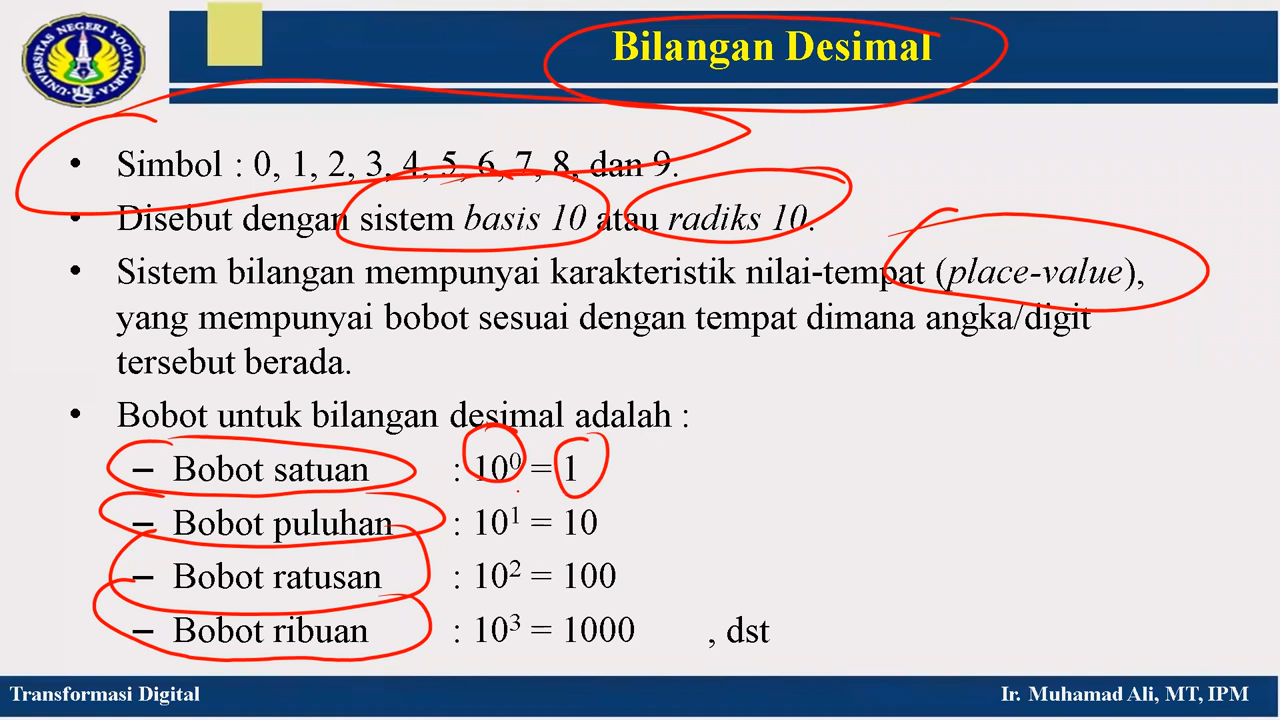 UNIVERSITAS NEGERI YOGYAKARTA
Bilangan Desimal
• Simbol : 0, 1, 2, 3, 4, 5, 6, 7, 8, dan 9.
• Disebut dengan sistem basis 10 atau radiks 10.
• Sistem bilangan mempunyai karakteristik nilai-tempat (place-value),
yang mempunyai bobot sesuai dengan tempat dimana angka/digit
tersebut berada.
• Bobot untuk bilangan desimal adalah :
– Bobot satuan : 10⁰ = 1
– Bobot puluhan : 10¹ = 10
– Bobot ratusan : 10² = 100
– Bobot ribuan : 10³ = 1000 , dst
Transformasi Digital
Ir. Muhamad Ali, MT, IPM